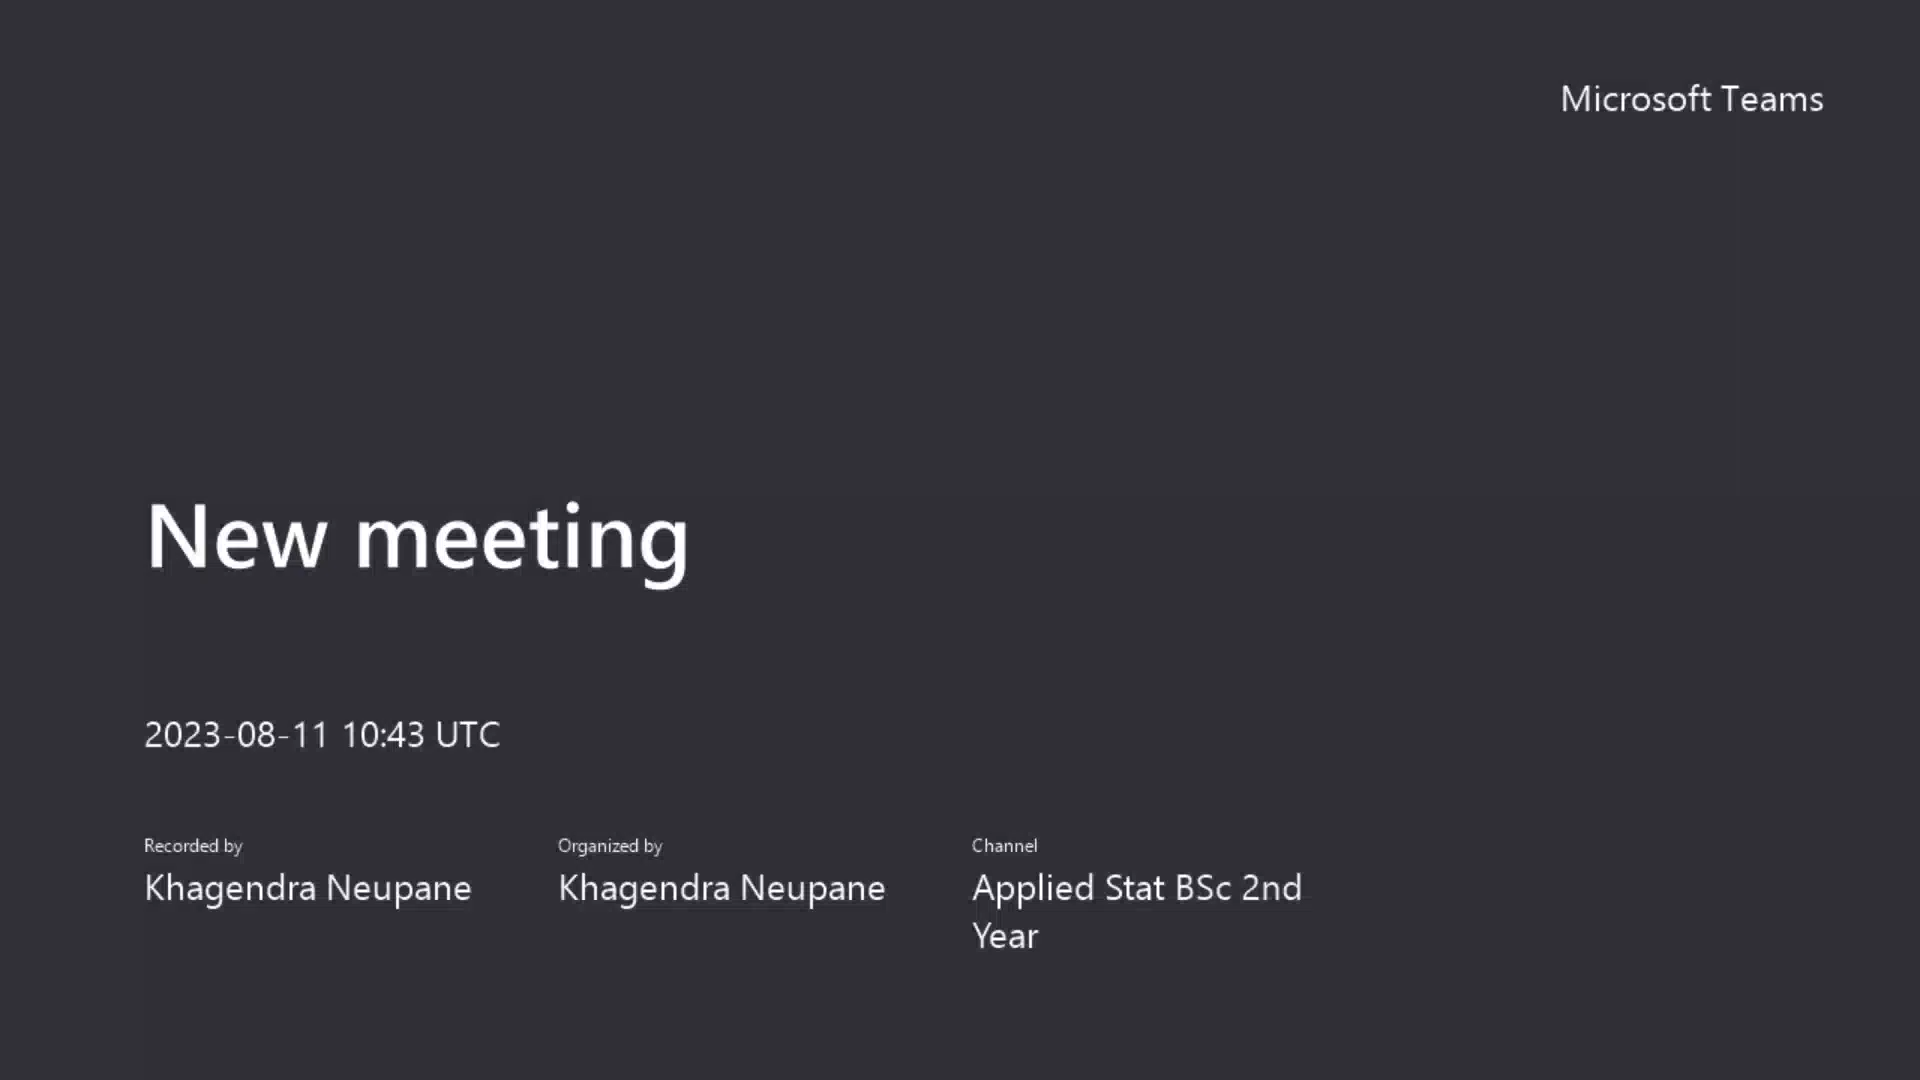 Microsoft Teams
New meeting
2023-08-11 10:43 UTC
Recorded by
Khagendra Neupane
Organized by
Khagendra Neupane
Channel
Applied Stat BSc 2nd
Year